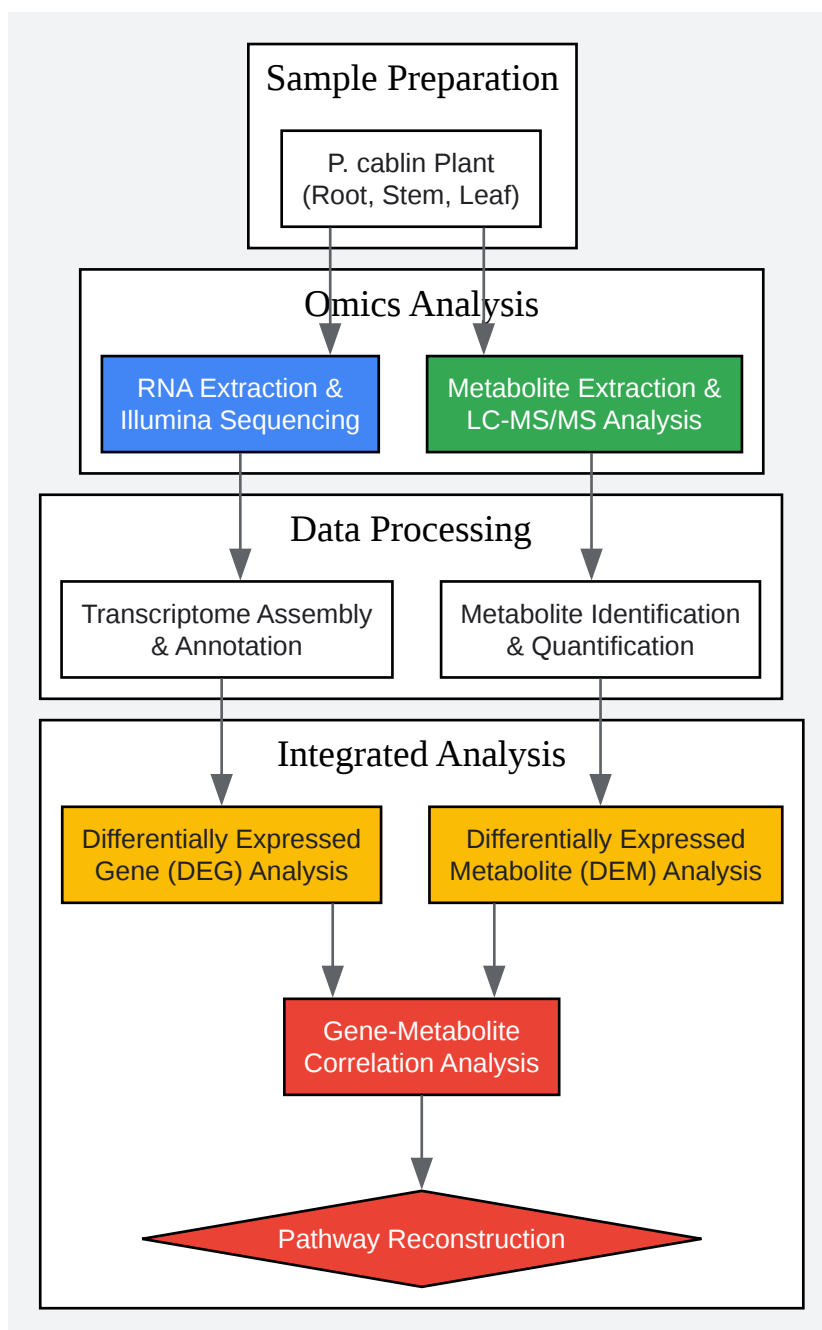 Sample Preparation
P. cablin Plant
(Root, Stem, Leaf)
Omics Analysis
RNA Extraction &
Illumina Sequencing
Metabolite Extraction &
LC-MS/MS Analysis
Data Processing
Transcriptome Assembly
& Annotation
Metabolite Identification
& Quantification
Integrated Analysis
Differentially Expressed
Gene (DEG) Analysis
Differentially Expressed
Metabolite (DEM) Analysis
Gene-Metabolite
Correlation Analysis
Pathway Reconstruction